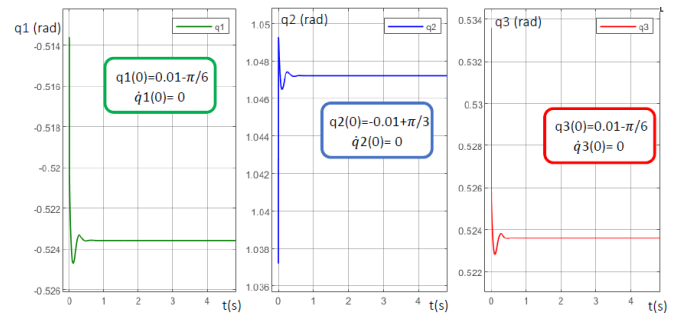 q1 (rad)
q1
-0.514
-0.516
-0.518
-0.52
-0.522
-0.524
-0.526
q1(0)=0.01-π/6
q̇1(0)= 0
0
1
2
3
4
t(s)
q2 (rad)
q2
1.05
1.048
1.046
1.044
1.042
1.04
1.038
1.036
q2(0)=-0.01+π/3
q̇2(0)= 0
0
1
2
3
4
t(s)
q3 (rad)
q3
0.534
0.532
0.53
0.528
0.526
0.524
0.522
q3(0)=0.01-π/6
q̇3(0)= 0
0
1
2
3
4
t(s)